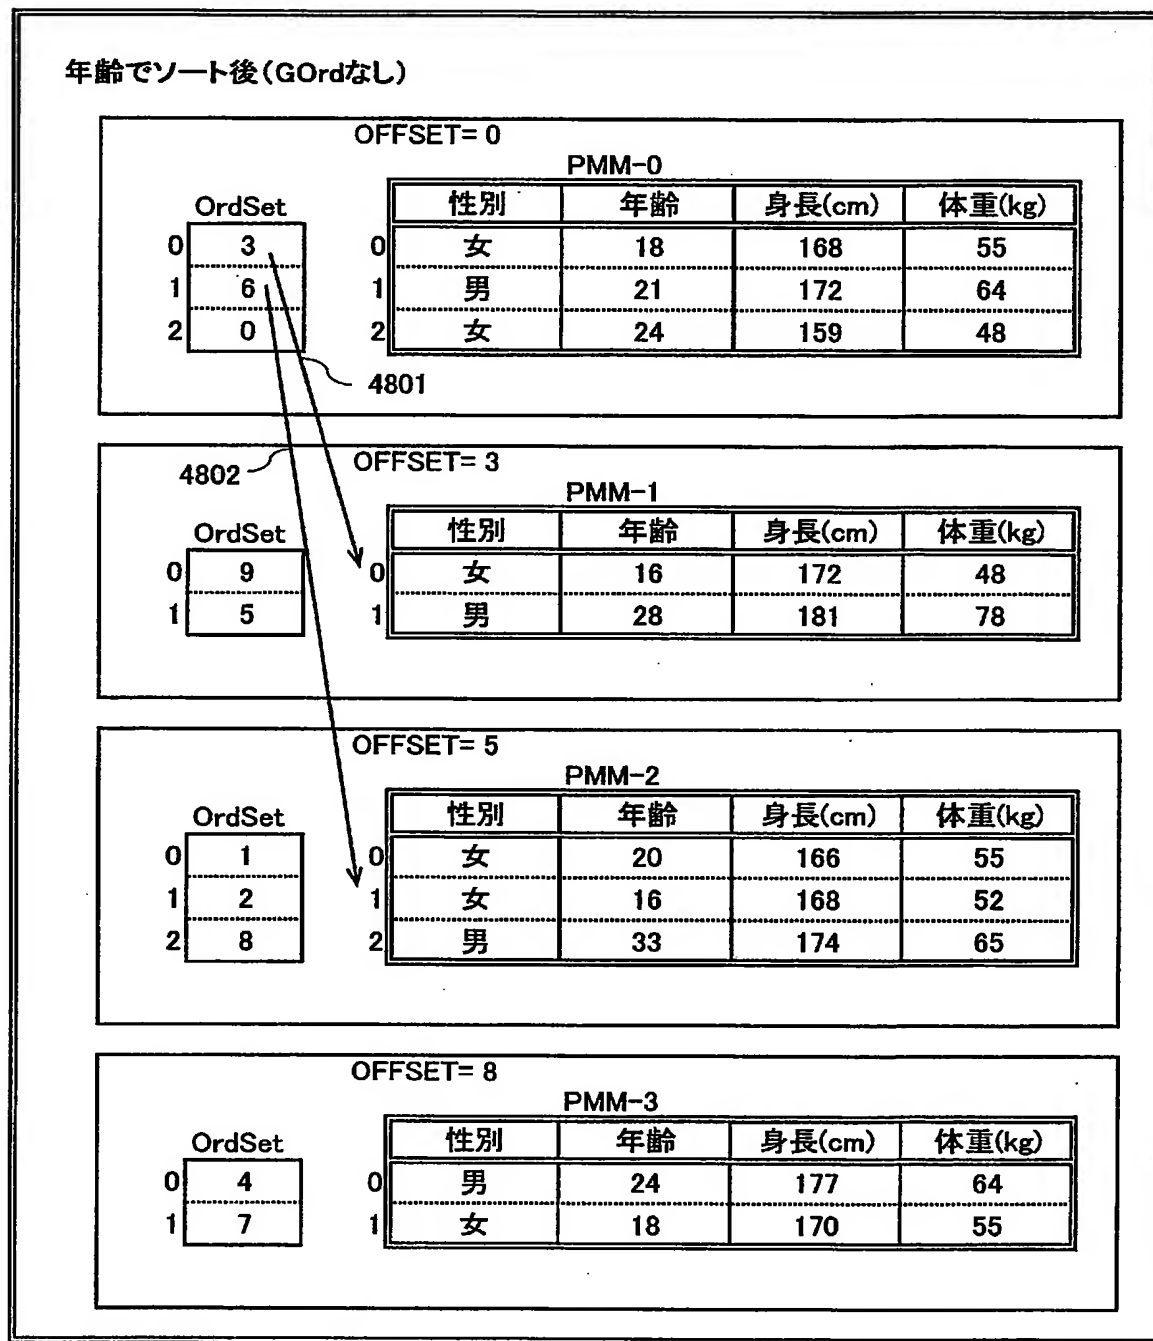 年齢でソート後(GOrdなし)
OFFSET= 0
PMM-0
OrdSet 性別 年齢 身長(cm) 体重(kg)
0 3 0 女 18 168 55
1 6 1 男 21 172 64
2 0 2 女 24 159 48
4801
4802 OFFSET= 3
PMM-1
OrdSet 性別 年齢 身長(cm) 体重(kg)
0 9 0 女 16 172 48
1 5 1 男 28 181 78
OFFSET= 5
PMM-2
OrdSet 性別 年齢 身長(cm) 体重(kg)
0 1 0 女 20 166 55
1 2 1 女 16 168 52
2 8 2 男 33 174 65
OFFSET= 8
PMM-3
OrdSet 性別 年齢 身長(cm) 体重(kg)
0 4 0 男 24 177 64
1 7 1 女 18 170 55